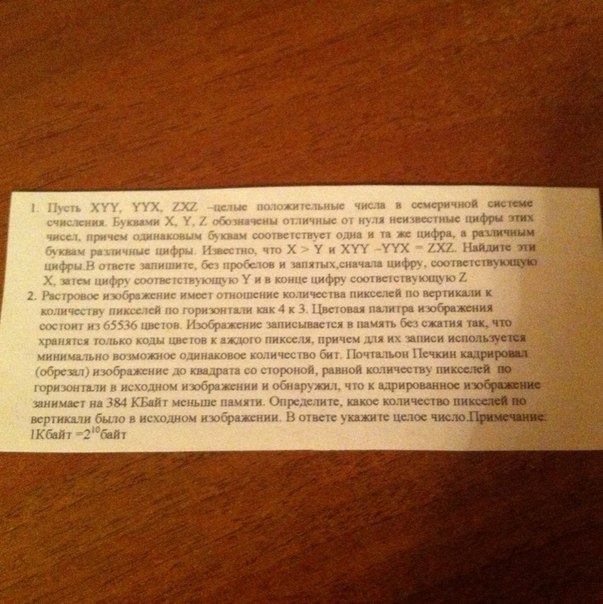 1. Пусть XYY, YYX, ZXZ –целые положительные числа в семеричной системе
счисления. Буквами X, Y, Z обозначены отличные от нуля неизвестные цифры этих
чисел, причем одинаковым буквам соответствует одна и та же цифра, а различным
буквам различные цифры. Известно, что X > Y и XYY –YYX = ZXZ. Найдите эти
цифры.В ответе запишите, без пробелов и запятых,сначала цифру, соответствующую
X, затем цифру соответствующую Y и в конце цифру соответствующую Z
2. Растровое изображение имеет отношение количества пикселей по вертикали к
количеству пикселей по горизонтали как 4 к 3. Цветовая палитра изображения
состоит из 65536 цветов. Изображение записывается в память без сжатия так, что
хранятся только коды цветов к аждого пикселя, причем для их записи используется
минимально возможное одинаковое количество бит. Почтальон Печкин кадрировал
(обрезал) изображение до квадрата со стороной, равной количеству пикселей по
горизонтали в исходном изображении и обнаружил, что к адрированное изображение
занимает на 384 КБайт меньше памяти. Определите, какое количество пикселей по
вертикали было в исходном изображении. В ответе укажите целое число.Примечание:
1Кбайт =2¹⁰байт